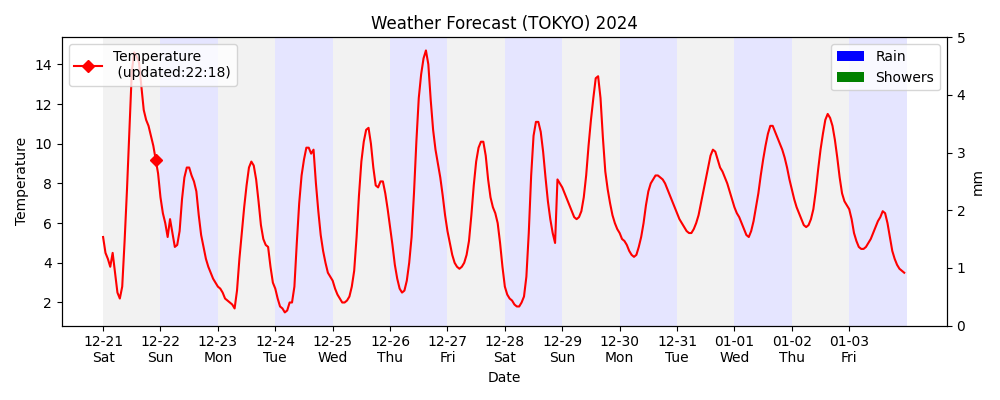 Weather Forecast (TOKYO) 2024
Temperature
(updated:22:18)
Rain
Showers
Temperature
14
12
10
8
6
4
2
5
4
3
2
1
0
mm
12-21 12-22 12-23 12-24 12-25 12-26 12-27 12-28 12-29 12-30 12-31 01-01 01-02 01-03
Sat Sun Mon Tue Wed Thu Fri Sat Sun Mon Tue Wed Thu Fri
Date